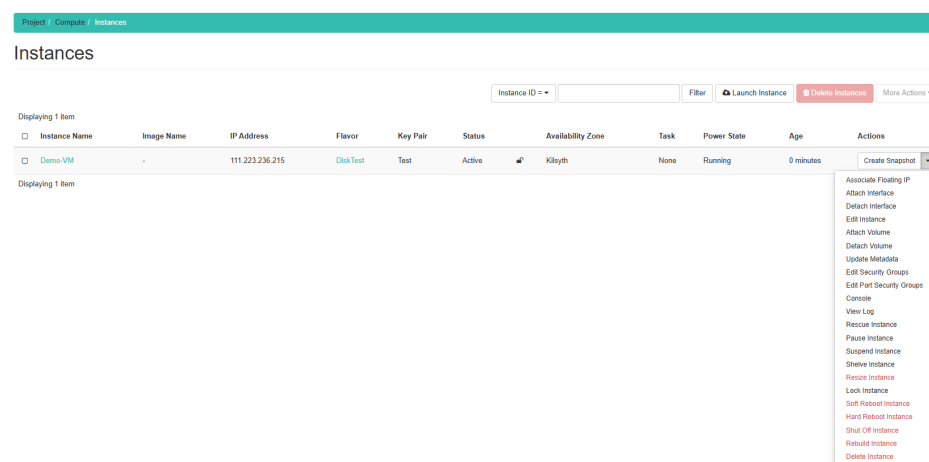 Project / Compute / Instances
Instances
Instance ID = Filter Launch Instance Delete Instances More Actions
Displaying 1 item
Instance Name Image Name IP Address Flavor Key Pair Status Availability Zone Task Power State Age Actions
Demo-VM - 111.223.236.215 DiskTest Test Active Kilsyth None Running 0 minutes Create Snapshot
Displaying 1 item
Associate Floating IP
Attach Interface
Detach Interface
Edit Instance
Attach Volume
Detach Volume
Update Metadata
Edit Security Groups
Edit Port Security Groups
Console
View Log
Rescue Instance
Pause Instance
Suspend Instance
Shelve Instance
Resize Instance
Lock Instance
Soft Reboot Instance
Hard Reboot Instance
Shut Off Instance
Rebuild Instance
Delete Instance